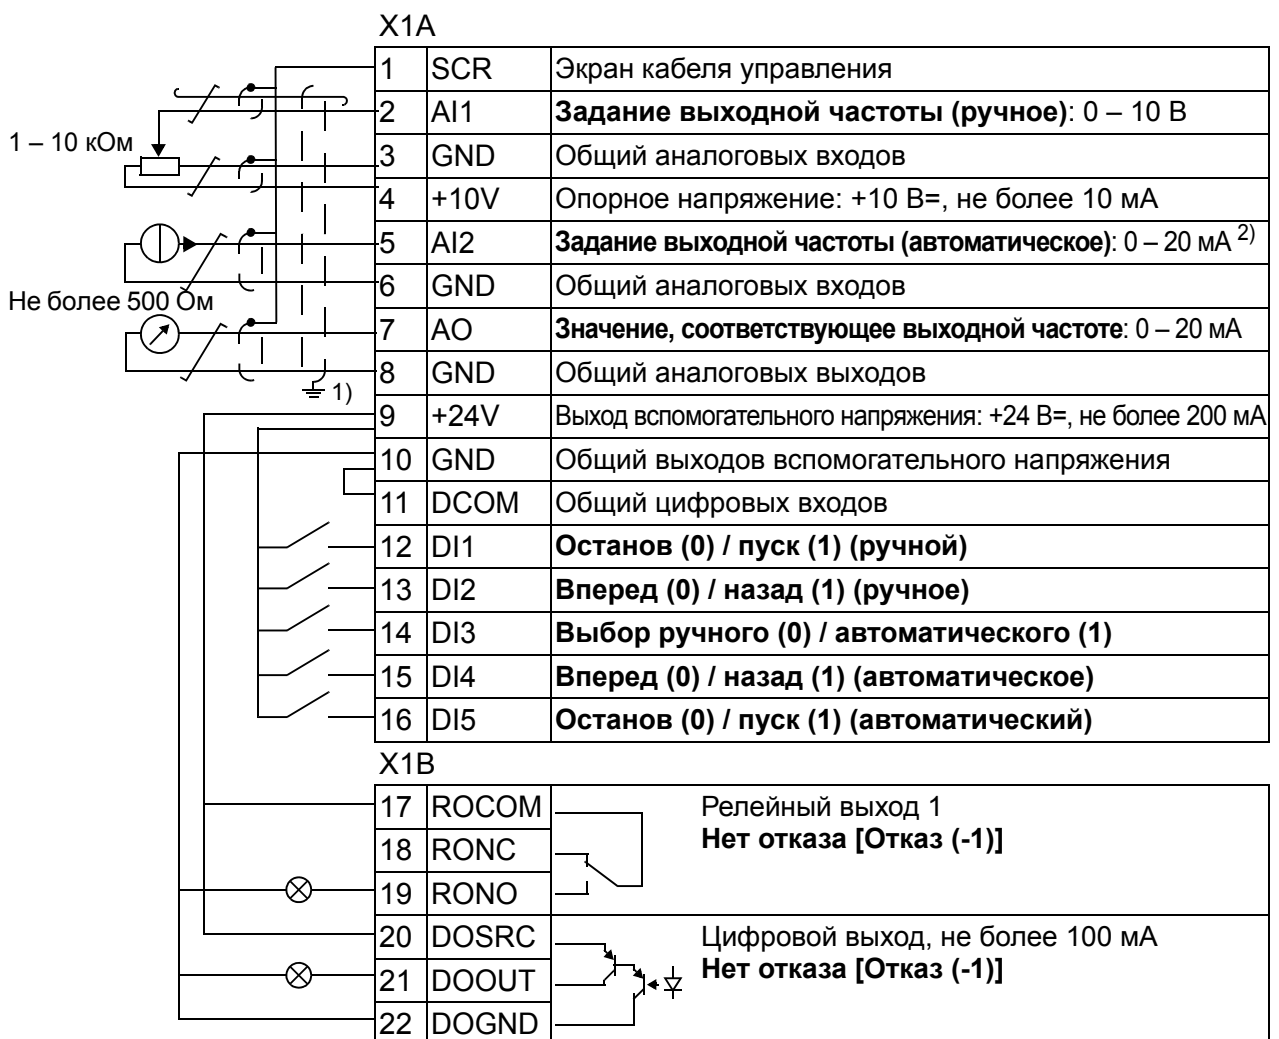 X1A
1 SCR Экран кабеля управления
2 AI1 Задание выходной частоты (ручное): 0 – 10 В
1 – 10 кОм
3 GND Общий аналоговых входов
4 +10V Опорное напряжение: +10 В=, не более 10 мА
5 AI2 Задание выходной частоты (автоматическое): 0 – 20 мА 2)
6 GND Общий аналоговых входов
Не более 500 Ом
7 AO Значение, соответствующее выходной частоте: 0 – 20 мА
8 GND Общий аналоговых выходов
1)
9 +24V Выход вспомогательного напряжения: +24 В=, не более 200 мА
10 GND Общий выходов вспомогательного напряжения
11 DCOM Общий цифровых входов
12 DI1 Останов (0) / пуск (1) (ручной)
13 DI2 Вперед (0) / назад (1) (ручное)
14 DI3 Выбор ручного (0) / автоматического (1)
15 DI4 Вперед (0) / назад (1) (автоматическое)
16 DI5 Останов (0) / пуск (1) (автоматический)
X1B
17 ROCOM Релейный выход 1
18 RONC Нет отказа [Отказ (-1)]
19 RONO
20 DOSRC Цифровой выход, не более 100 мА
21 DOOUT Нет отказа [Отказ (-1)]
22 DOGND